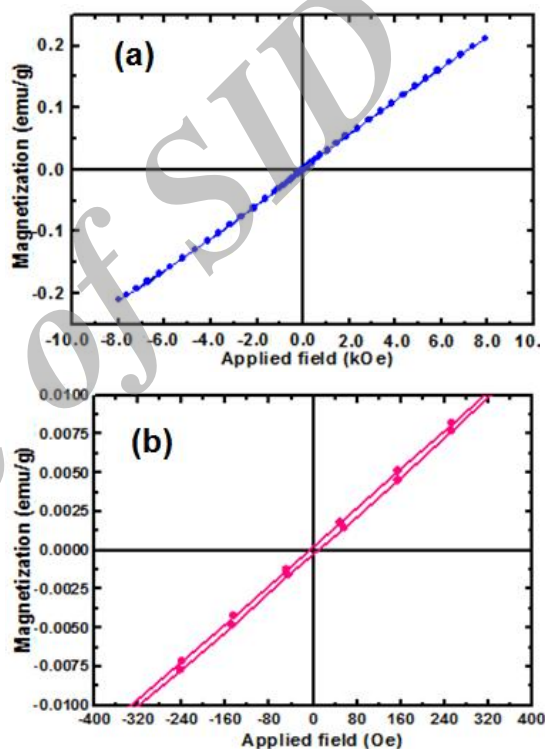 (a)
Magnetization (emu/g)
0.2
0.1
0.0
-0.1
-0.2
-10.0 -8.0 -6.0 -4.0 -2.0 0.0 2.0 4.0 6.0 8.0 10.
Applied field (kOe)
of SID
(b)
Magnetization (emu/g)
0.0100
0.0075
0.0050
0.0025
0.0000
-0.0025
-0.0050
-0.0075
-0.0100
-400 -320 -240 -160 -80 0 80 160 240 320 400
Applied field (Oe)